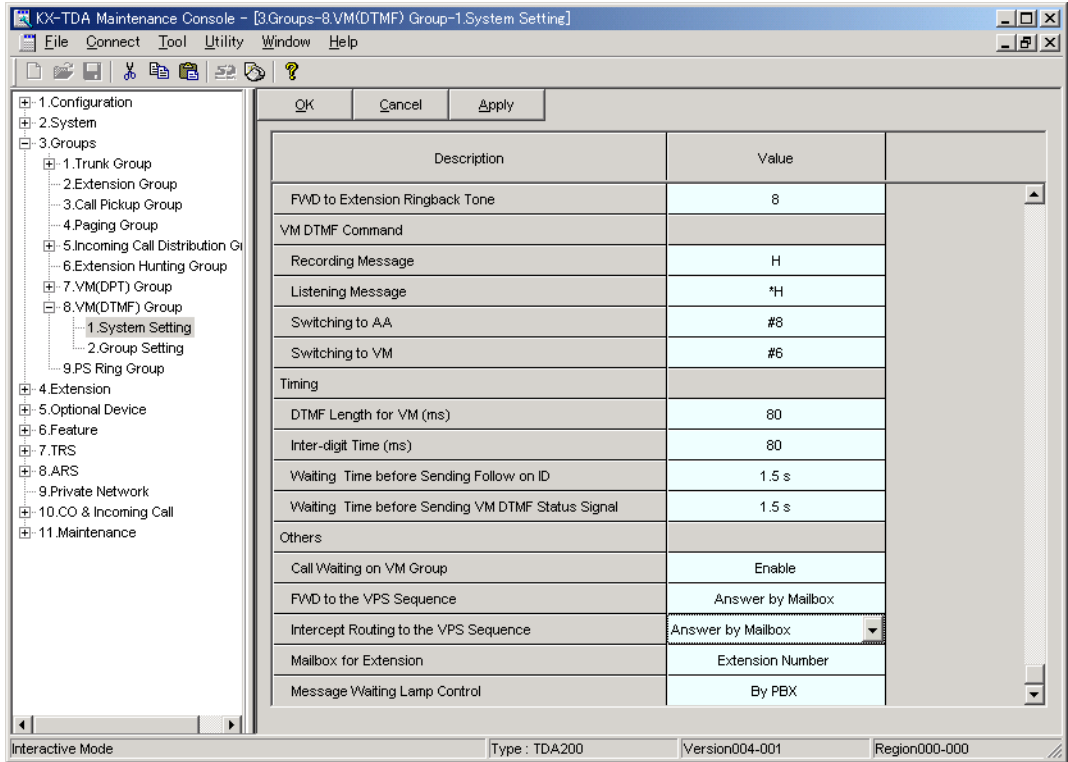 KX-TDA Maintenance Console - [3.Groups-8.VM(DTMF) Group-1.System Setting]
File Connect Tool Utility Window Help
1.Configuration
2.System
3.Groups
1.Trunk Group
2.Extension Group
3.Call Pickup Group
4.Paging Group
5.Incoming Call Distribution Gr
6.Extension Hunting Group
7.VM(DPT) Group
8.VM(DTMF) Group
1.System Setting
2.Group Setting
9.PS Ring Group
4.Extension
5.Optional Device
6.Feature
7.TRS
8.ARS
9.Private Network
10.CO & Incoming Call
11.Maintenance
OK Cancel Apply
Description Value
FWD to Extension Ringback Tone 8
VM DTMF Command
Recording Message H
Listening Message *H
Switching to AA #8
Switching to VM #6
Timing
DTMF Length for VM (ms) 80
Inter-digit Time (ms) 80
Waiting Time before Sending Follow on ID 1.5 s
Waiting Time before Sending VM DTMF Status Signal 1.5 s
Others
Call Waiting on VM Group Enable
FWD to the VPS Sequence Answer by Mailbox
Intercept Routing to the VPS Sequence Answer by Mailbox
Mailbox for Extension Extension Number
Message Waiting Lamp Control By PBX
Interactive Mode Type : TDA200 Version004-001 Region000-000